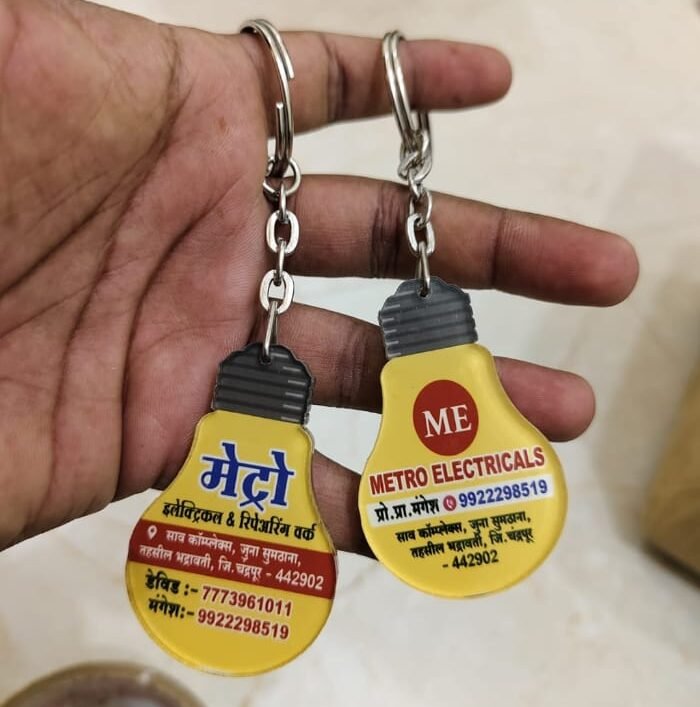 मेट्रो
इलेक्ट्रिकल & रिपेअरिंग वर्क
साव कॉम्प्लेक्स, जुना सुमठाना,
तहसील भद्रावती, जि.चंद्रपूर - 442902
डेविड :- 7773961011
मंगेश:- 9922298519
ME
METRO ELECTRICALS
प्रो.प्रा.मंगेश 9922298519
साव कॉम्प्लेक्स, जुना सुमठाना,
तहसील भद्रावती, जि.चंद्रपूर
- 442902